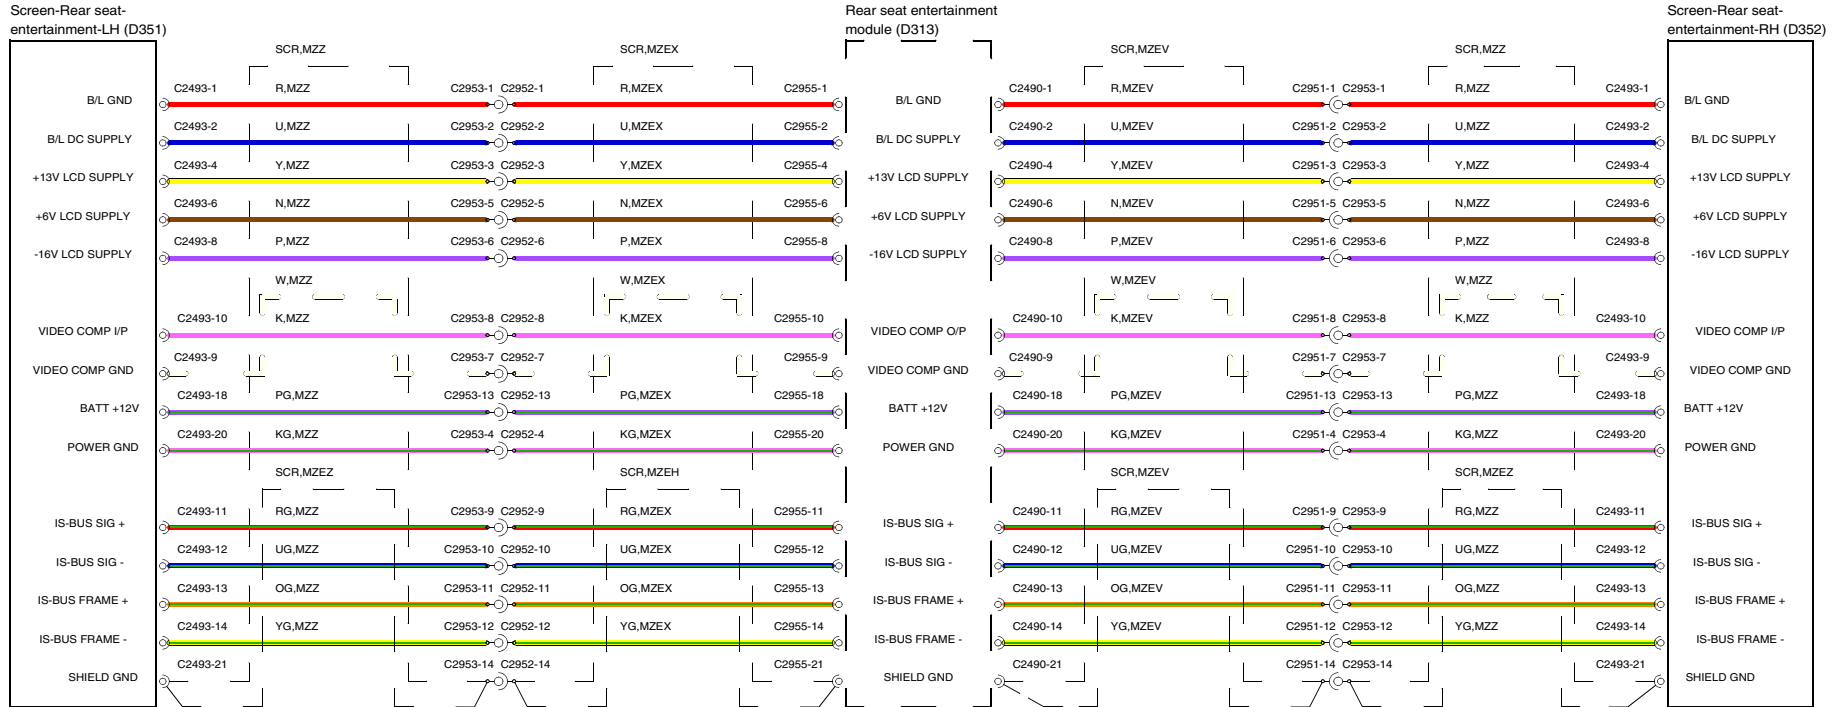 Screen-Rear seat-
entertainment-LH (D351)
Rear seat entertainment
module (D313)
Screen-Rear seat-
entertainment-RH (D352)
SCR,MZZ SCR,MZEX SCR,MZEV SCR,MZZ
C2493-1 R,MZZ C2953-1 C2952-1 R,MZEX C2955-1 C2490-1 R,MZEV C2951-1 C2953-1 R,MZZ C2493-1
B/L GND B/L GND B/L GND
C2493-2 U,MZZ C2953-2 C2952-2 U,MZEX C2955-2 C2490-2 U,MZEV C2951-2 C2953-2 U,MZZ C2493-2
B/L DC SUPPLY B/L DC SUPPLY B/L DC SUPPLY
C2493-4 Y,MZZ C2953-3 C2952-3 Y,MZEX C2955-4 C2490-4 Y,MZEV C2951-3 C2953-3 Y,MZZ C2493-4
+13V LCD SUPPLY +13V LCD SUPPLY +13V LCD SUPPLY
C2493-6 N,MZZ C2953-5 C2952-5 N,MZEX C2955-6 C2490-6 N,MZEV C2951-5 C2953-5 N,MZZ C2493-6
+6V LCD SUPPLY +6V LCD SUPPLY +6V LCD SUPPLY
C2493-8 P,MZZ C2953-6 C2952-6 P,MZEX C2955-8 C2490-8 P,MZEV C2951-6 C2953-6 P,MZZ C2493-8
-16V LCD SUPPLY -16V LCD SUPPLY -16V LCD SUPPLY
W,MZZ W,MZEX W,MZEV W,MZZ
C2493-10 K,MZZ C2953-8 C2952-8 K,MZEX C2955-10 C2490-10 K,MZEV C2951-8 C2953-8 K,MZZ C2493-10
VIDEO COMP I/P VIDEO COMP O/P VIDEO COMP I/P
C2493-9 C2953-7 C2952-7 C2955-9 C2490-9 C2951-7 C2953-7 C2493-9
VIDEO COMP GND VIDEO COMP GND VIDEO COMP GND
C2493-18 PG,MZZ C2953-13 C2952-13 PG,MZEX C2955-18 C2490-18 PG,MZEV C2951-13 C2953-13 PG,MZZ C2493-18
BATT +12V BATT +12V BATT +12V
C2493-20 KG,MZZ C2953-4 C2952-4 KG,MZEX C2955-20 C2490-20 KG,MZEV C2951-4 C2953-4 KG,MZZ C2493-20
POWER GND POWER GND POWER GND
SCR,MZEZ SCR,MZEH SCR,MZEV SCR,MZEZ
C2493-11 RG,MZZ C2953-9 C2952-9 RG,MZEX C2955-11 C2490-11 RG,MZEV C2951-9 C2953-9 RG,MZZ C2493-11
IS-BUS SIG + IS-BUS SIG + IS-BUS SIG +
C2493-12 UG,MZZ C2953-10 C2952-10 UG,MZEX C2955-12 C2490-12 UG,MZEV C2951-10 C2953-10 UG,MZZ C2493-12
IS-BUS SIG - IS-BUS SIG - IS-BUS SIG -
C2493-13 OG,MZZ C2953-11 C2952-11 OG,MZEX C2955-13 C2490-13 OG,MZEV C2951-11 C2953-11 OG,MZZ C2493-13
IS-BUS FRAME + IS-BUS FRAME + IS-BUS FRAME +
C2493-14 YG,MZZ C2953-12 C2952-12 YG,MZEX C2955-14 C2490-14 YG,MZEV C2951-12 C2953-12 YG,MZZ C2493-14
IS-BUS FRAME - IS-BUS FRAME - IS-BUS FRAME -
C2493-21 C2953-14 C2952-14 C2955-21 C2490-21 C2951-14 C2953-14 C2493-21
SHIELD GND SHIELD GND SHIELD GND